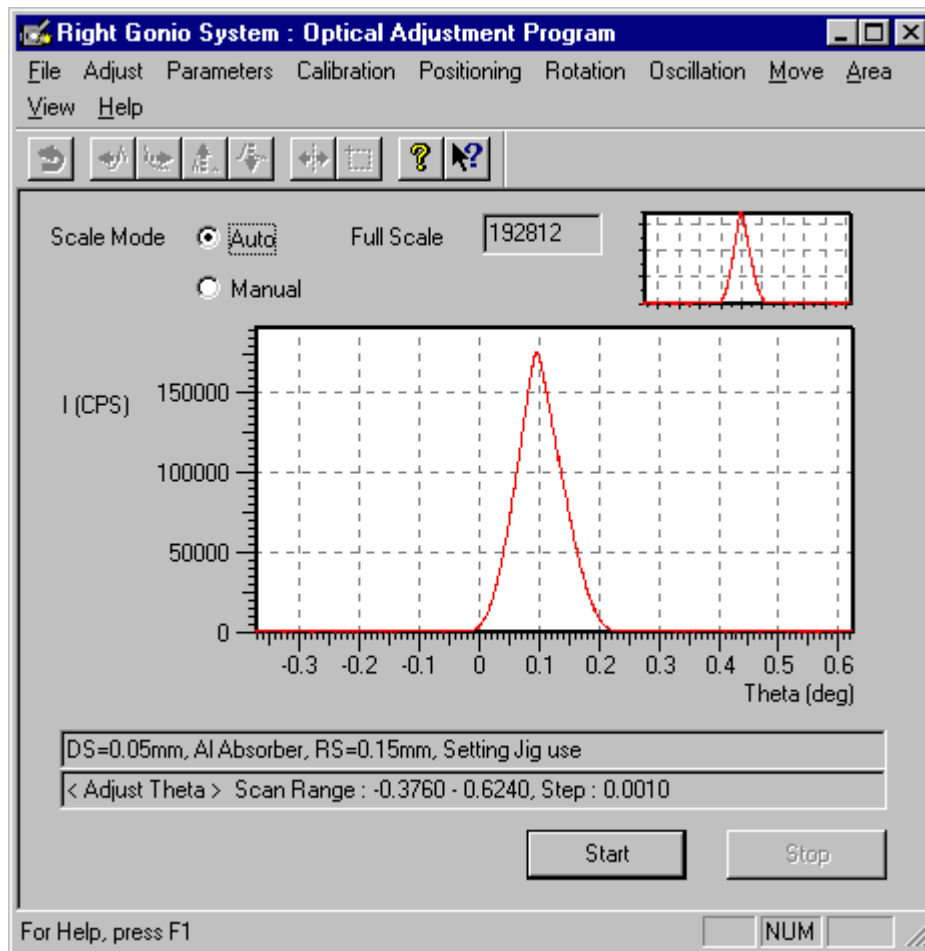 Right Gonio System : Optical Adjustment Program
File Adjust Parameters Calibration Positioning Rotation Oscillation Move Area
View Help
Scale Mode Auto Full Scale 192812
Manual
I (CPS)
150000
100000
50000
0
-0.3 -0.2 -0.1 0 0.1 0.2 0.3 0.4 0.5 0.6
Theta (deg)
DS=0.05mm, Al Absorber, RS=0.15mm, Setting Jig use
< Adjust Theta > Scan Range : -0.3760 - 0.6240, Step : 0.0010
Start Stop
For Help, press F1 NUM